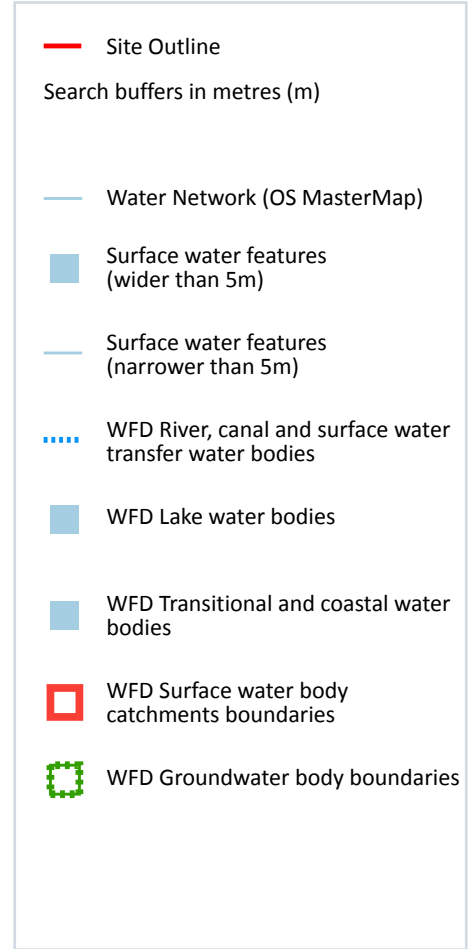 Site Outline
Search buffers in metres (m)
Water Network (OS MasterMap)
Surface water features
(wider than 5m)
Surface water features
(narrower than 5m)
WFD River, canal and surface water
transfer water bodies
WFD Lake water bodies
WFD Transitional and coastal water
bodies
WFD Surface water body
catchments boundaries
WFD Groundwater body boundaries